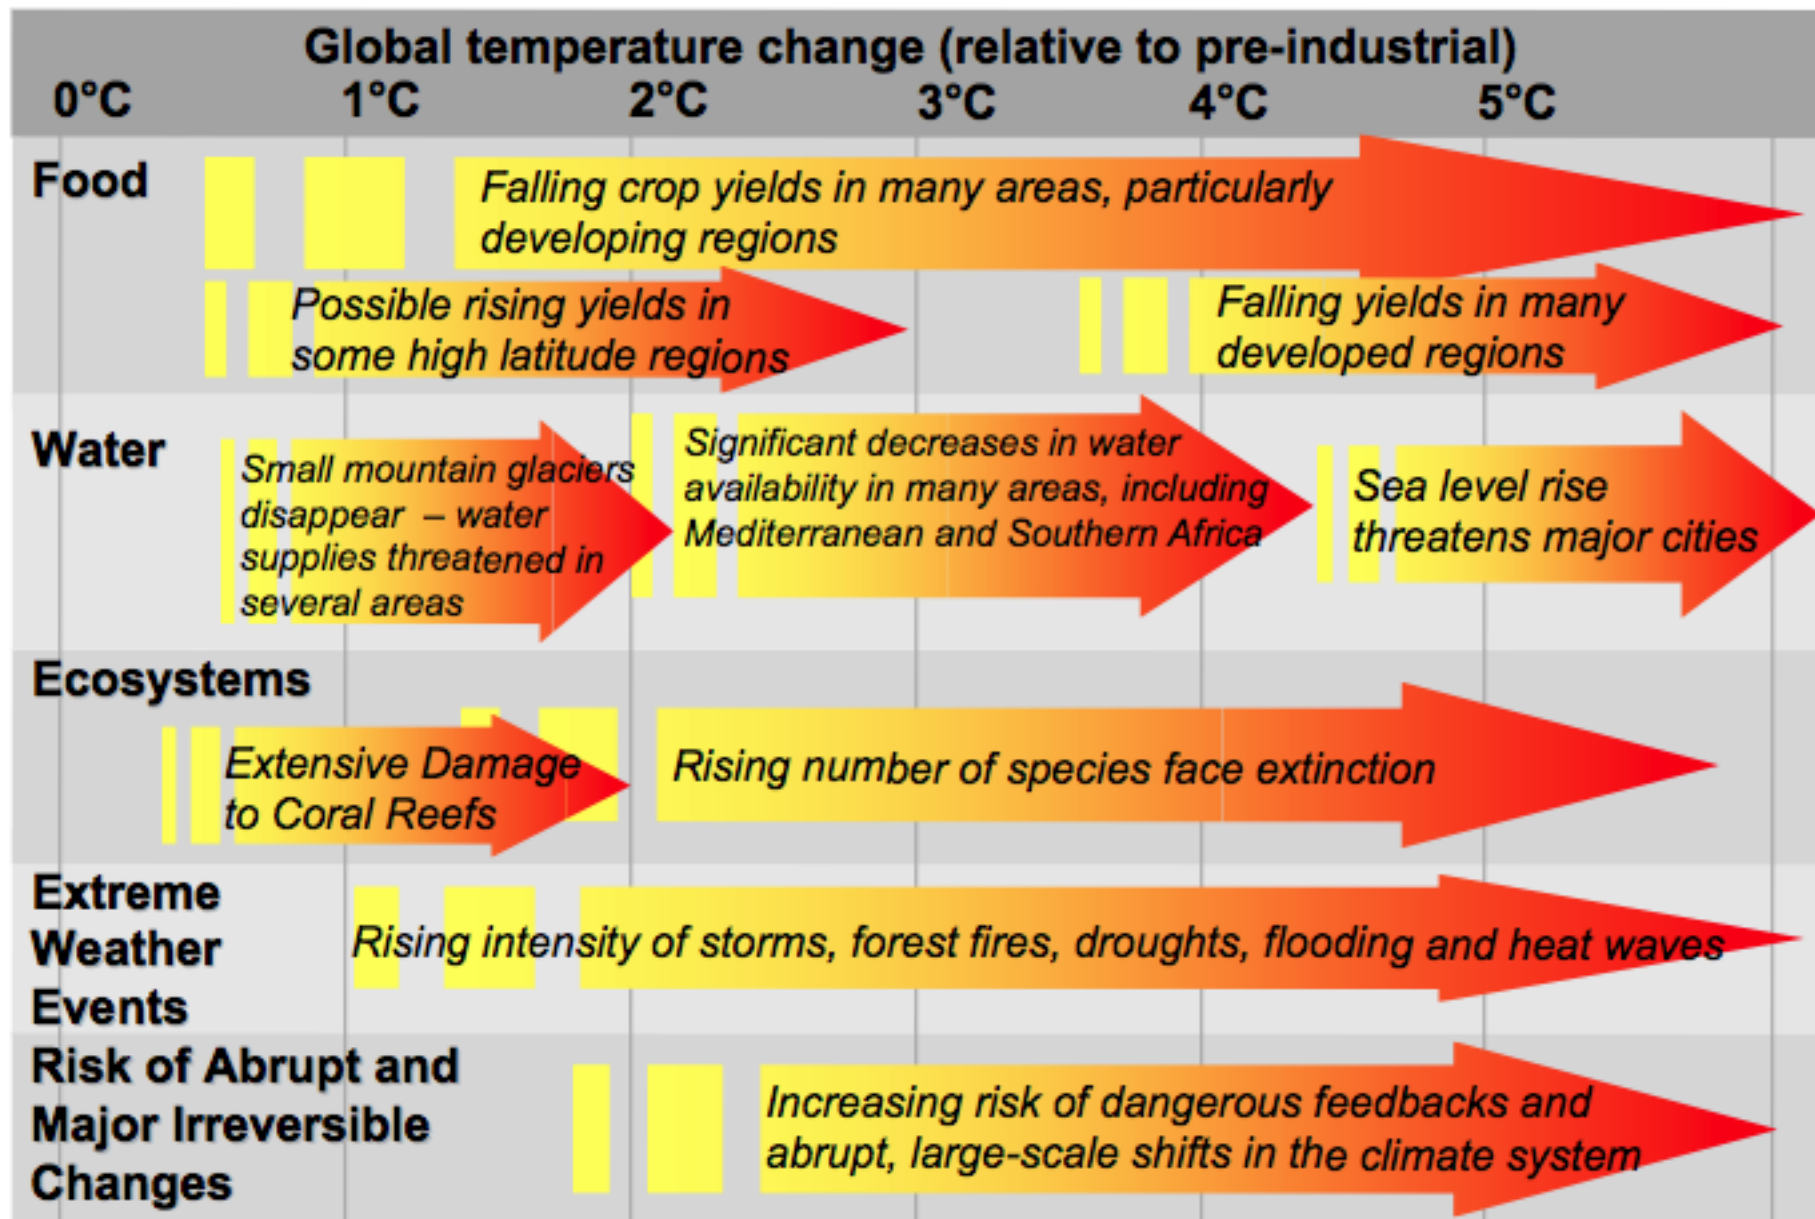 Global temperature change (relative to pre-industrial)
0°C 1°C 2°C 3°C 4°C 5°C
Food
Falling crop yields in many areas, particularly
developing regions
Possible rising yields in
some high latitude regions
Falling yields in many
developed regions
Water
Small mountain glaciers
disappear – water
supplies threatened in
several areas
Significant decreases in water
availability in many areas, including
Mediterranean and Southern Africa
Sea level rise
threatens major cities
Ecosystems
Extensive Damage
to Coral Reefs
Rising number of species face extinction
Extreme
Weather
Events
Rising intensity of storms, forest fires, droughts, flooding and heat waves
Risk of Abrupt and
Major Irreversible
Changes
Increasing risk of dangerous feedbacks and
abrupt, large-scale shifts in the climate system